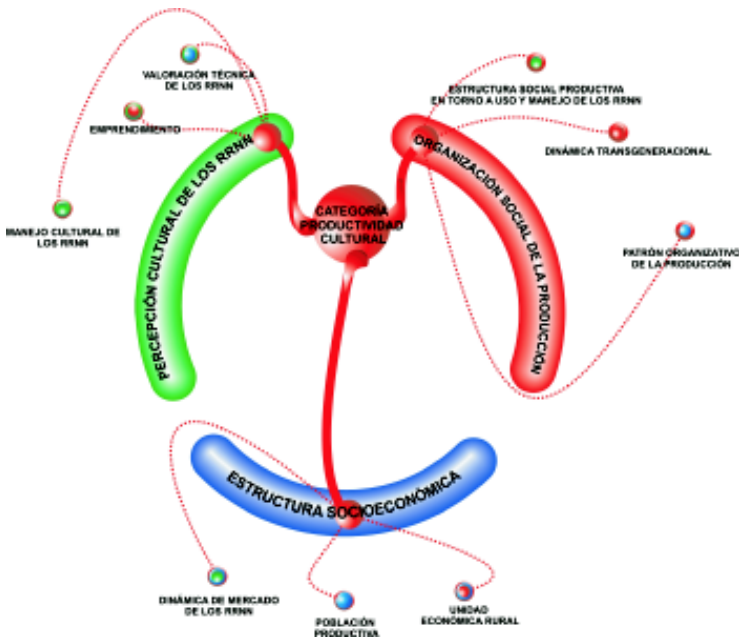 VALORACIÓN TÉCNICA
DE LOS RRNN
EMPRENDIMIENTO
MANEJO CULTURAL DE
LOS RRNN
PERCEPCIÓN CULTURAL DE LOS RRNN
CATEGORÍA
PRODUCTIVIDAD
CULTURAL
ESTRUCTURA SOCIAL PRODUCTIVA
EN TORNO A USO Y MANEJO DE LOS RRNN
DINÁMICA TRANSGENERACIONAL
PATRÓN ORGANIZATIVO
DE LA PRODUCCIÓN
ORGANIZACIÓN SOCIAL DE LA PRODUCCIÓN
ESTRUCTURA SOCIOECONÓMICA
DINÁMICA DE MERCADO
DE LOS RRNN
POBLACIÓN
PRODUCTIVA
UNIDAD
ECONÓMICA RURAL